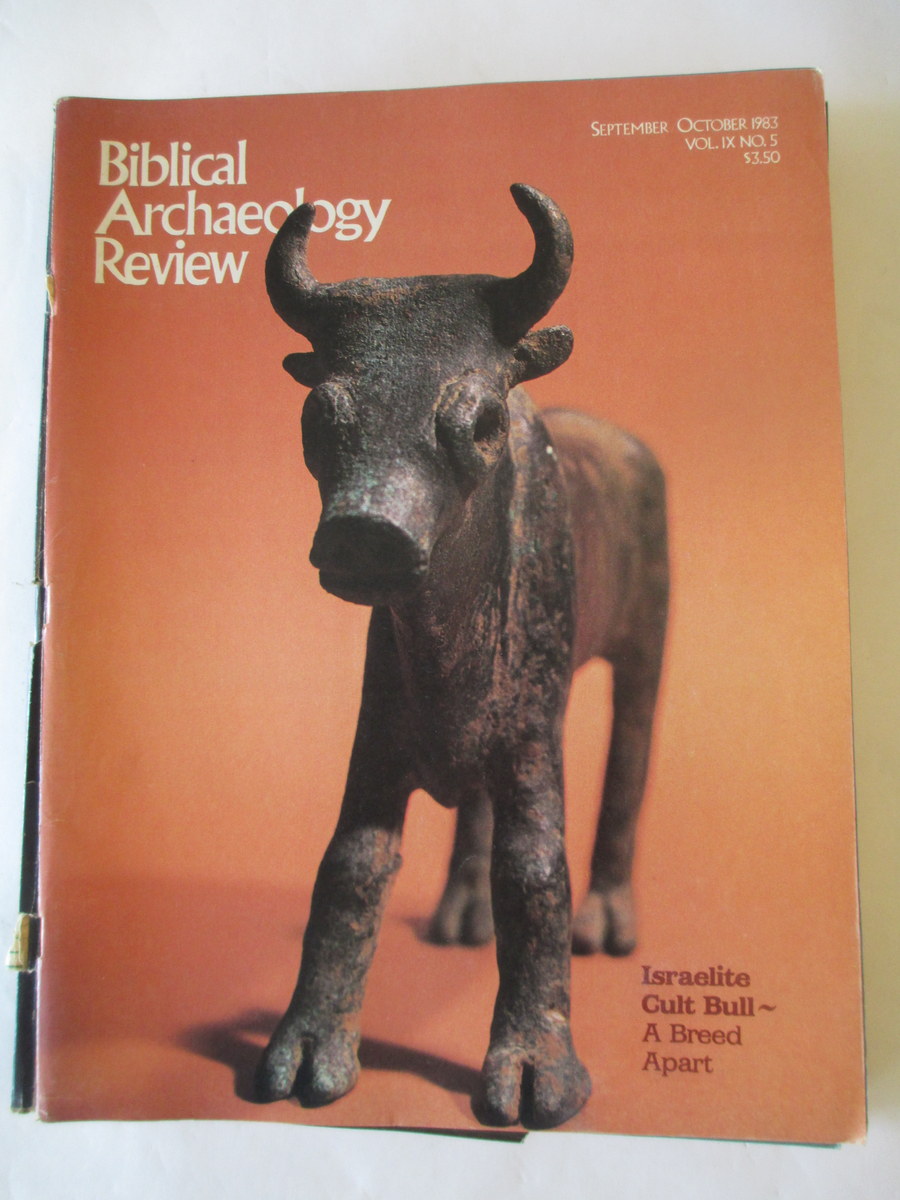 Biblical
Archaeology
Review
September October 1983
VOL. IX NO. 5
$3.50
Israelite
Cult Bull~
A Breed
Apart